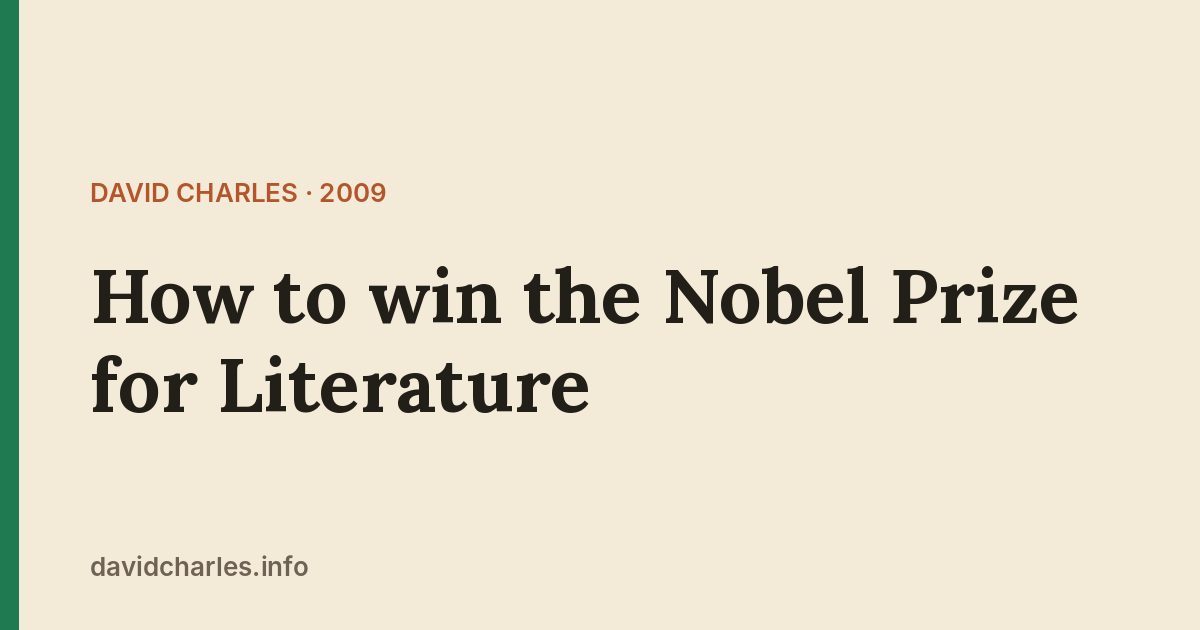 DAVID CHARLES · 2009
How to win the Nobel Prize
for Literature
davidcharles.info